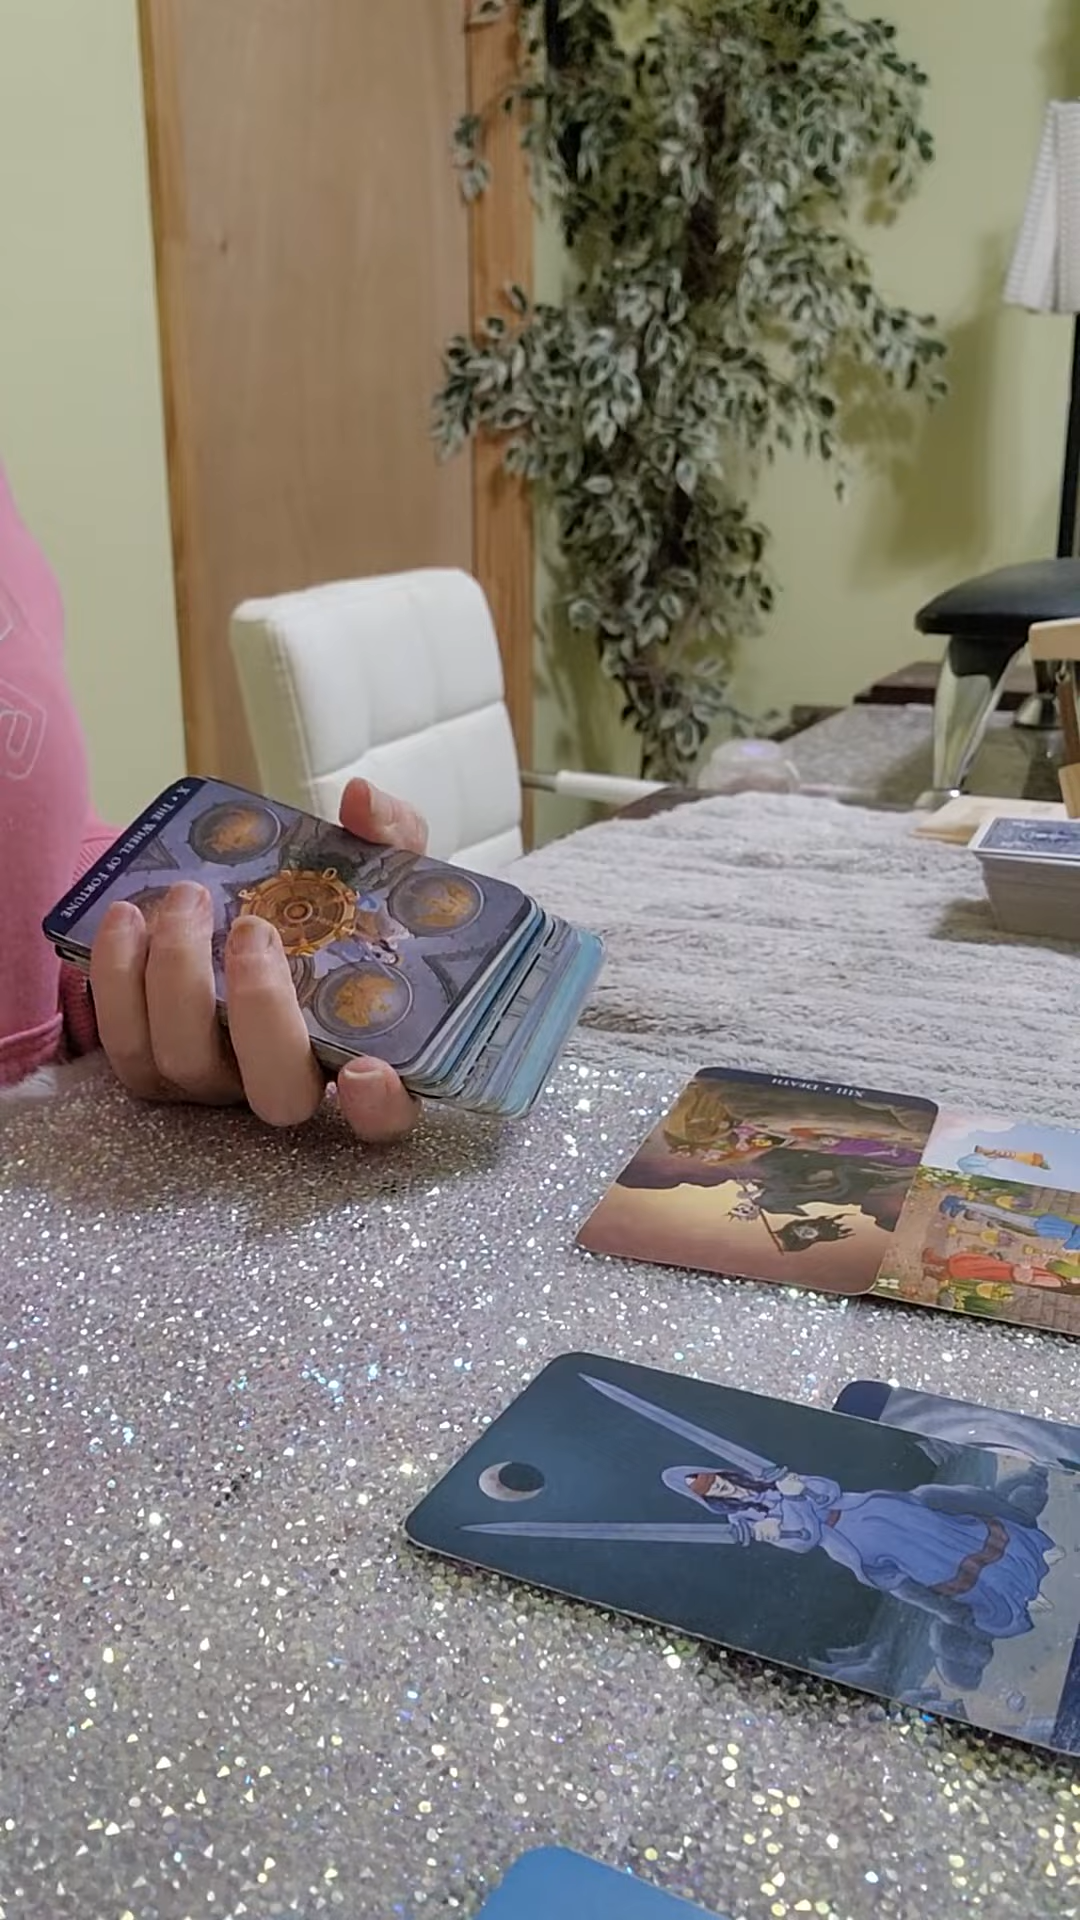 X • THE WHEEL OF FORTUNE
XIII • DEATH